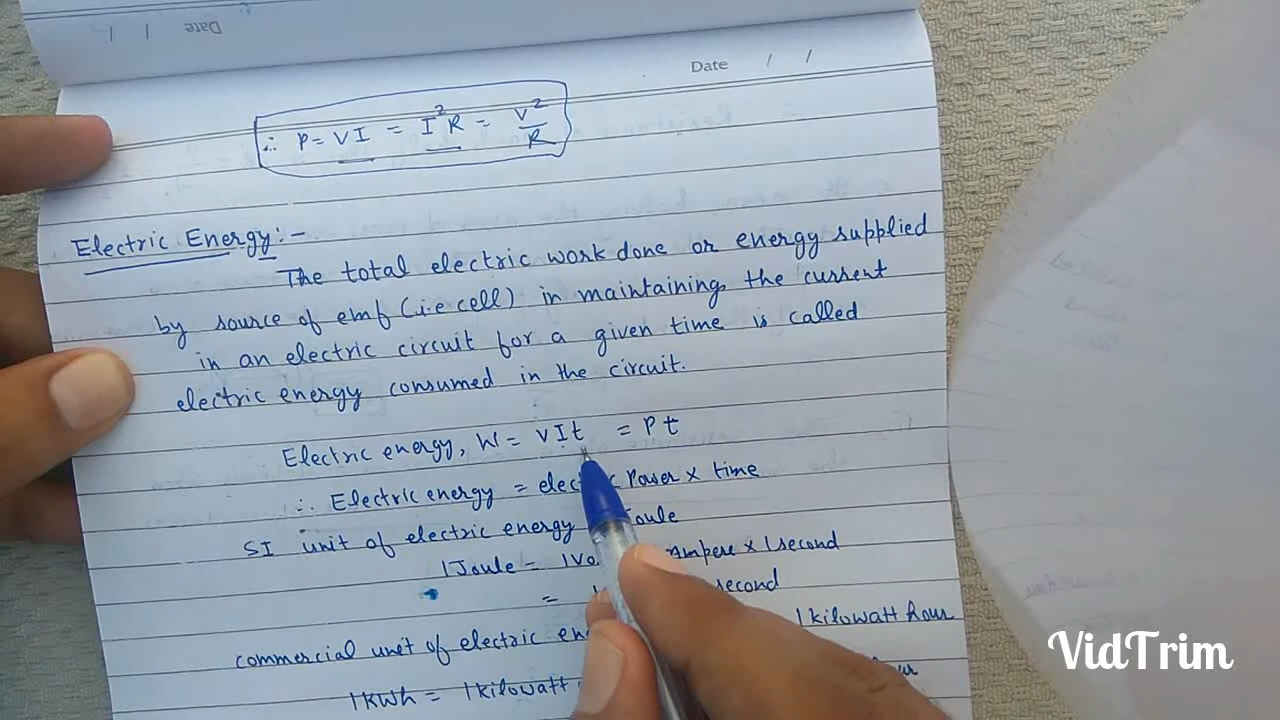 Date / /
Date / /
∴ P = VI = I²R = V²/R
Electric Energy:-
The total electric work done or energy supplied
by source of emf (i.e cell) in maintaining the current
in an electric circuit for a given time is called
electric energy consumed in the circuit.
Electric energy, W = VIt = Pt
∴ Electric energy = Power × time
SI unit of electric energy Joule
1 Joule = Ampere × 1 second
= second
commercial unit of electric 1 kilowatt hour
1 kWh = 1 kilowatt
VidTrim